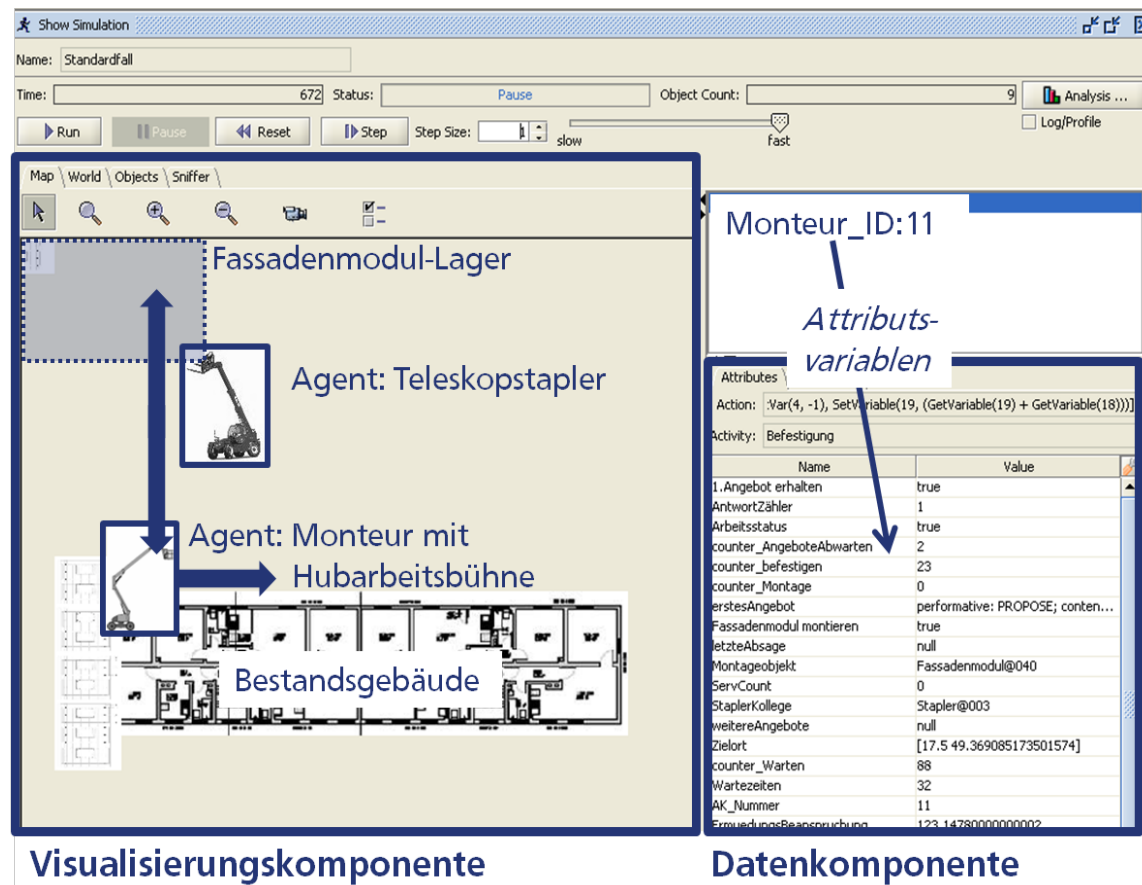 Show Simulation
Name: Standardfall
Time: 672 Status: Pause Object Count: 9 Analysis ...
Run Pause Reset Step Step Size: 1 slow fast Log/Profile
Map World Objects Sniffer
Fassadenmodul-Lager
Agent: Teleskopstapler
Agent: Monteur mit
Hubarbeitsbühne
Bestandsgebäude
Visualisierungskomponente
Monteur_ID:11
Attributs-
variablen
Attributes
Action: :Var(4, -1), SetVariable(19, (GetVariable(19) + GetVariable(18)))]
Activity: Befestigung
Name Value
1.Angebot erhalten true
AntwortZähler 1
Arbeitsstatus true
counter_AngeboteAbwarten 2
counter_befestigen 23
counter_Montage 0
erstesAngebot performative: PROPOSE; conten...
Fassadenmodul montieren true
letzteAbsage null
Montageobjekt Fassadenmodul@040
ServCount 0
StaplerKollege Stapler@003
weitereAngebote null
Zielort [17.5 49.369085173501574]
counter_Warten 88
Wartezeiten 32
AK_Nummer 11
ErmuedungsBeanspruchung 123.14780000000002
Datenkomponente